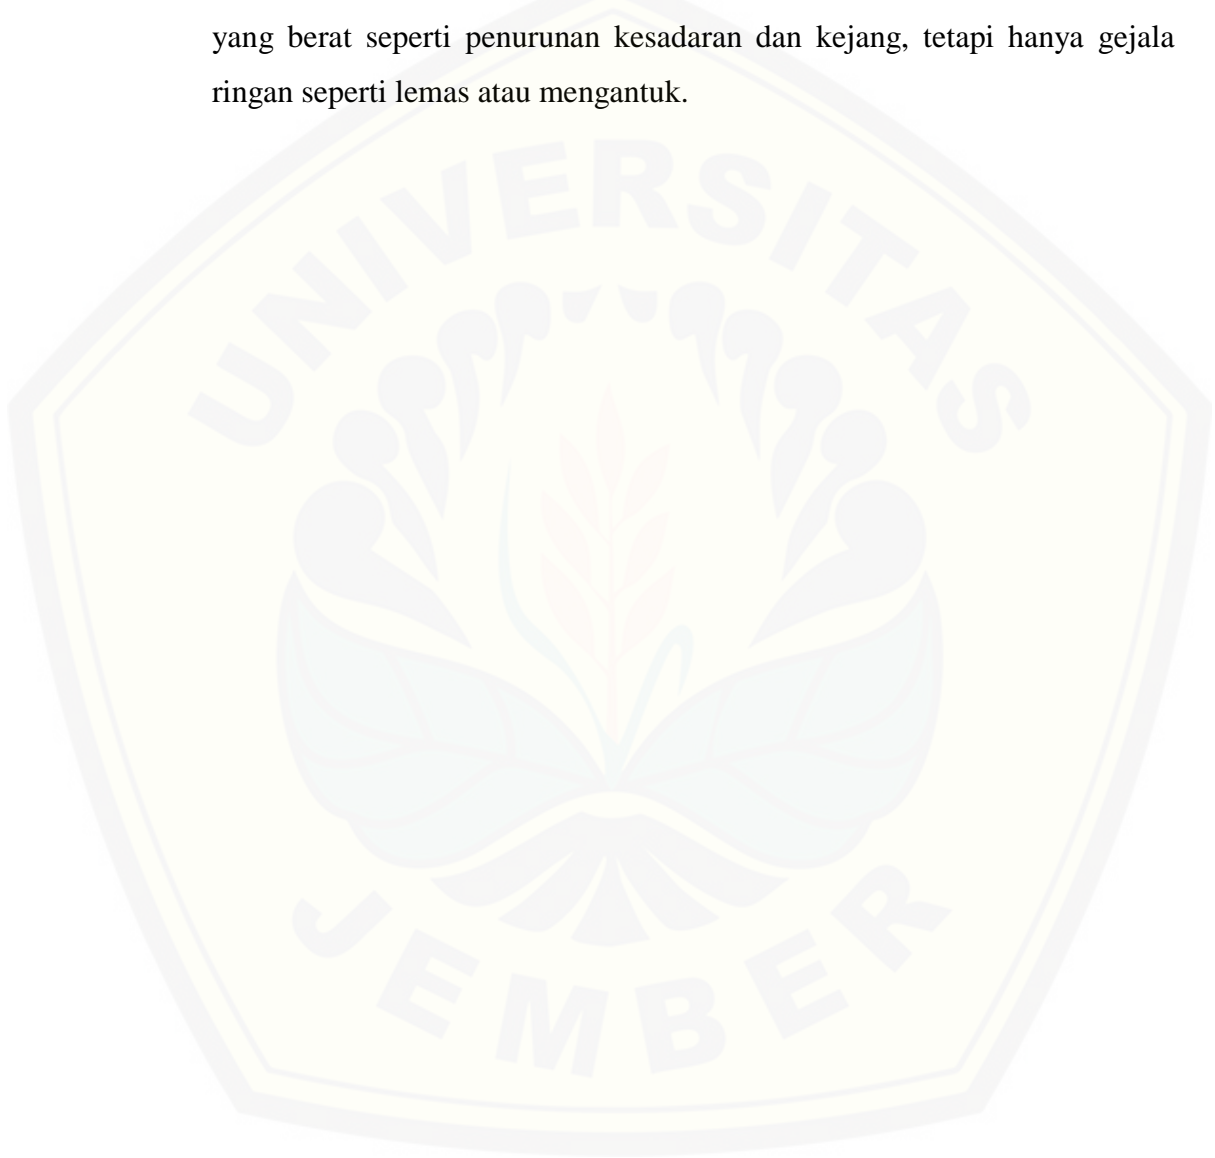 yang berat seperti penurunan kesadaran dan kejang, tetapi hanya gejala
ringan seperti lemas atau mengantuk.
UNIVERSITAS
JEMBER